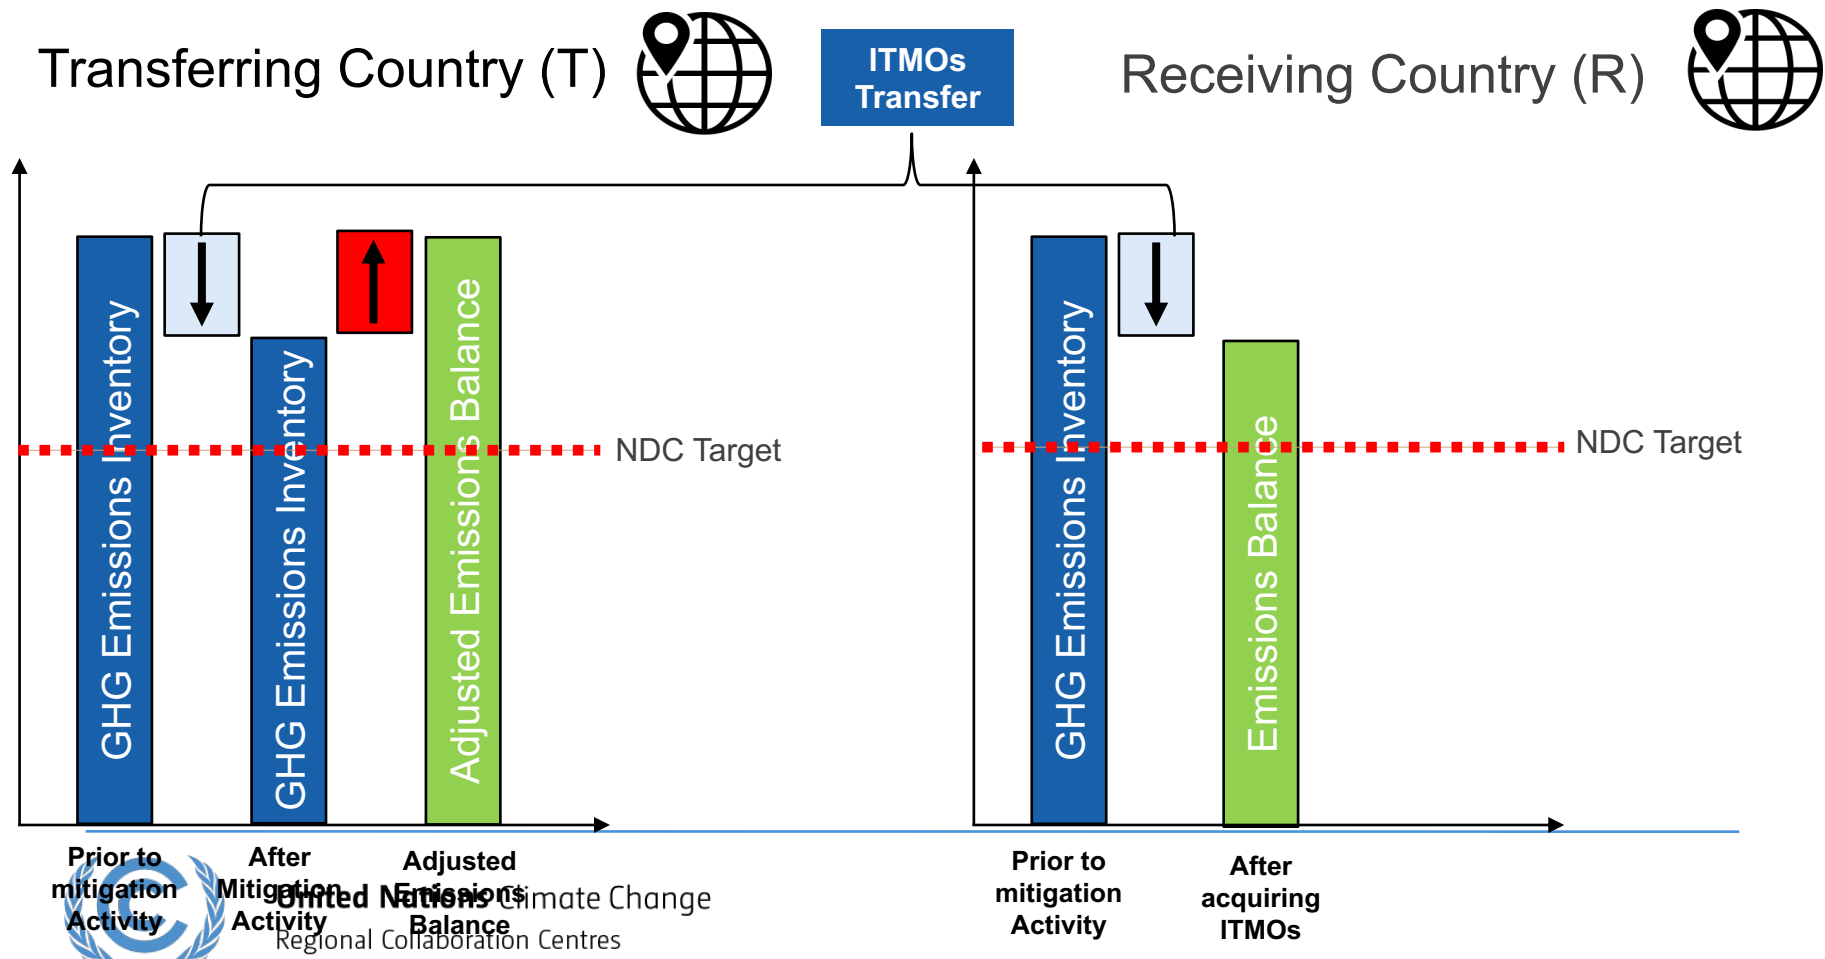 Transferring Country (T)
ITMOs
Transfer
Receiving Country (R)
GHG Emissions Inventory
GHG Emissions Inventory
Adjusted Emissions Balance
NDC Target
GHG Emissions Inventory
Emissions Balance
NDC Target
Prior to
mitigation
Activity
After
Mitigation
Activity
Adjusted
Emissions
Balance
Prior to
mitigation
Activity
After
acquiring
ITMOs
United Nations Climate Change
Regional Collaboration Centres